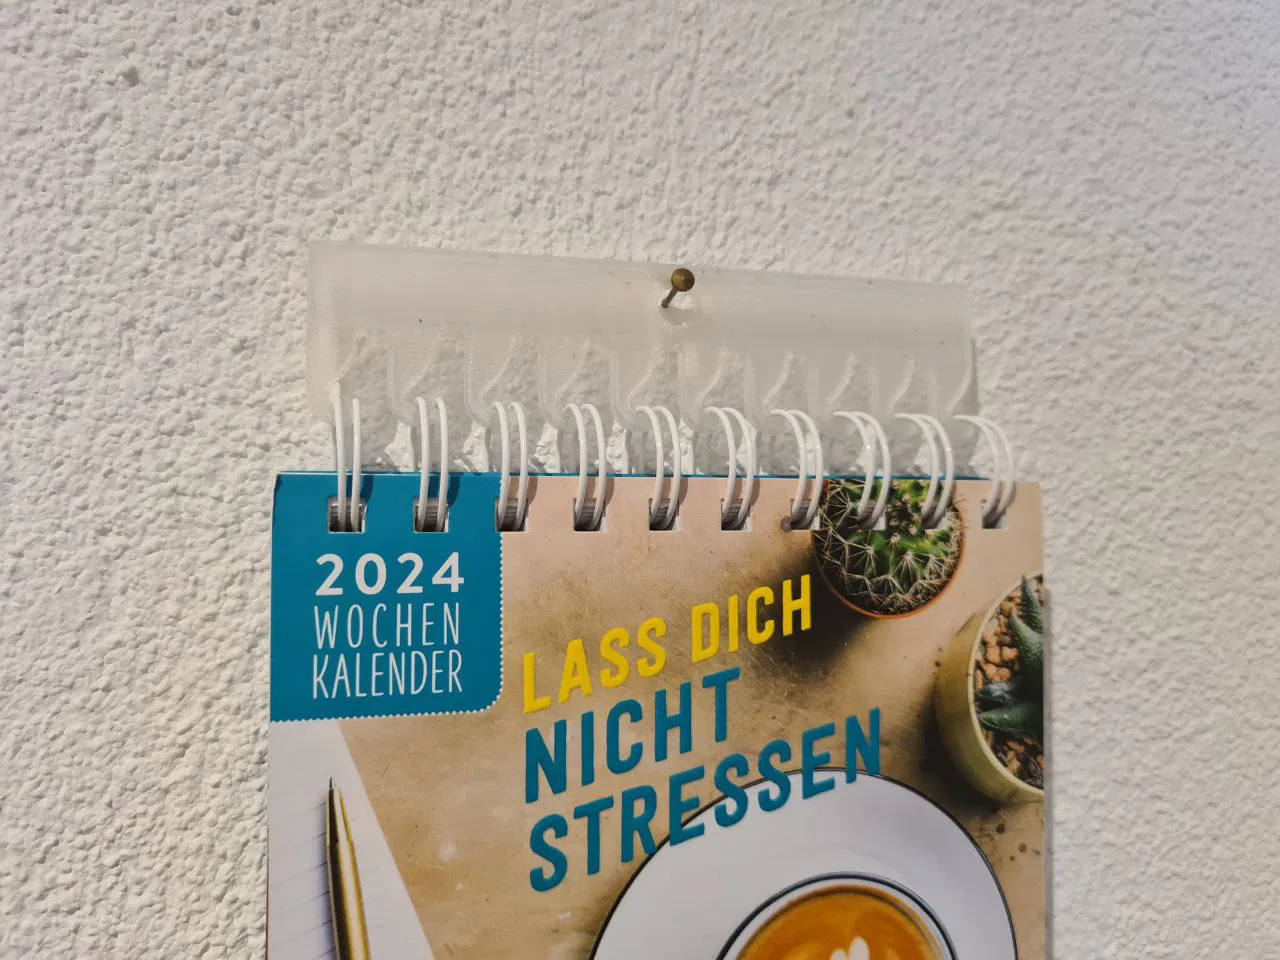 2024
WOCHEN
KALENDER
LASS DICH
NICHT
STRESSEN